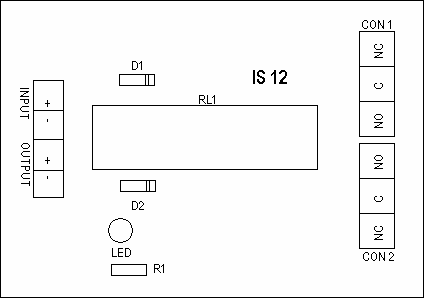 CON 1
NC
C
NO
D1
IS 12
RL1
INPUT
+
-
OUTPUT
+
-
NO
C
NC
CON 2
D2
LED
R1